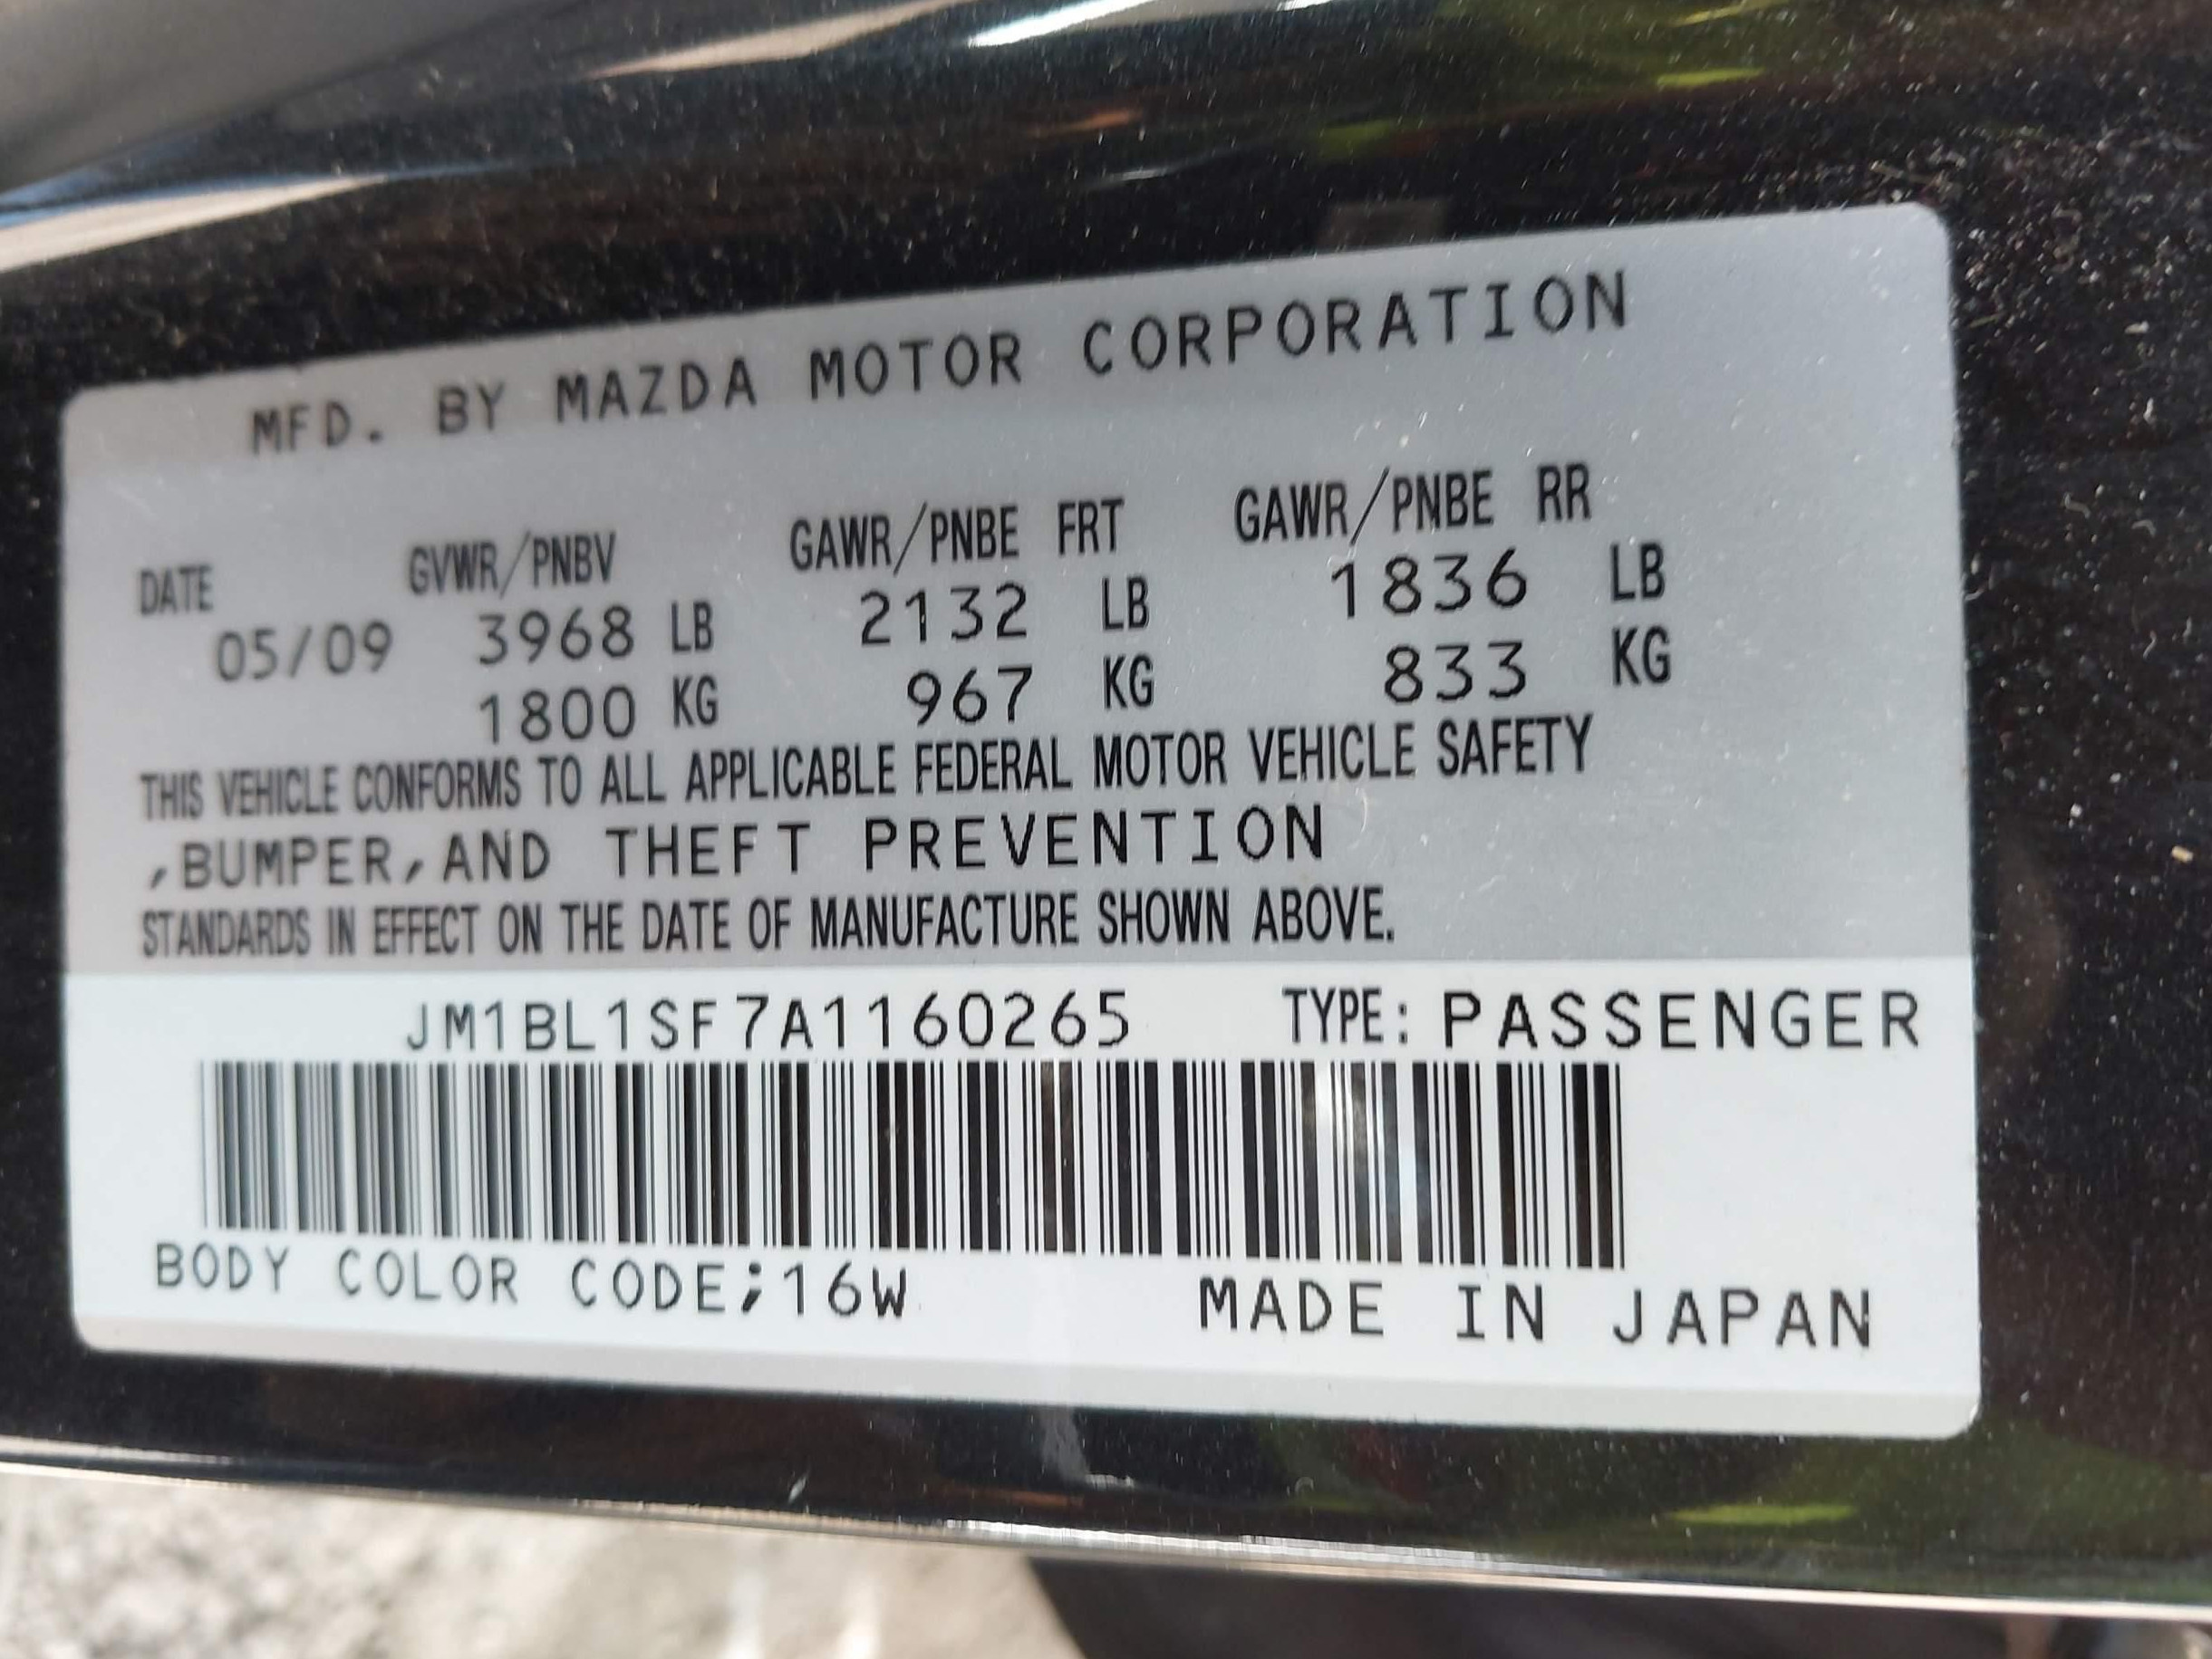 MFD. BY MAZDA MOTOR CORPORATION
DATE GVWR/PNBV GAWR/PNBE FRT GAWR/PNBE RR
05/09 3968 LB 2132 LB 1836 LB
1800 KG 967 KG 833 KG
THIS VEHICLE CONFORMS TO ALL APPLICABLE FEDERAL MOTOR VEHICLE SAFETY
,BUMPER,AND THEFT PREVENTION
STANDARDS IN EFFECT ON THE DATE OF MANUFACTURE SHOWN ABOVE.
JM1BL1SF7A1160265 TYPE: PASSENGER
BODY COLOR CODE;16W MADE IN JAPAN